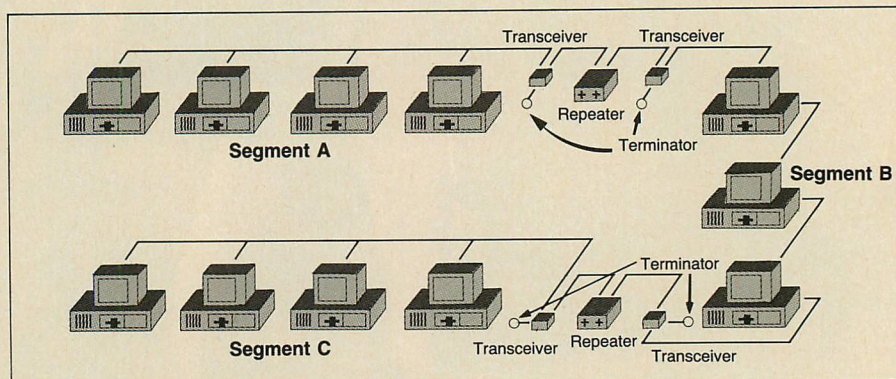 Transceiver
Transceiver
Repeater
Terminator
Segment A
Segment B
Terminator
Segment C
Transceiver
Repeater
Transceiver